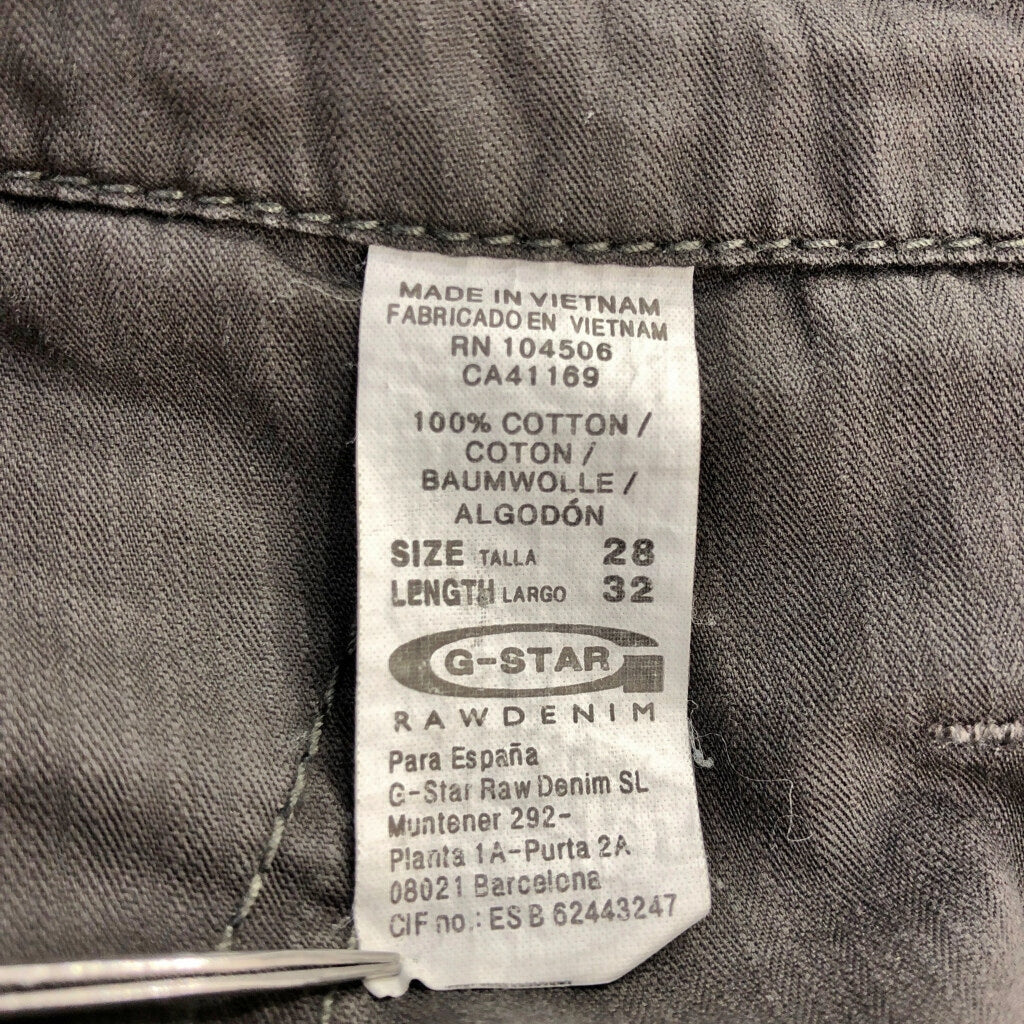 MADE IN VIETNAM
FABRICADO EN VIETNAM
RN 104506
CA41169
100% COTTON /
COTON /
BAUMWOLLE /
ALGODÓN
SIZE TALLA 28
LENGTH LARGO 32
G-STAR
RAW DENIM
Para España
G-Star Raw Denim SL
Muntener 292-
Planta 1A-Purta 2A
08021 Barcelona
CIF no.: ES B 62443247